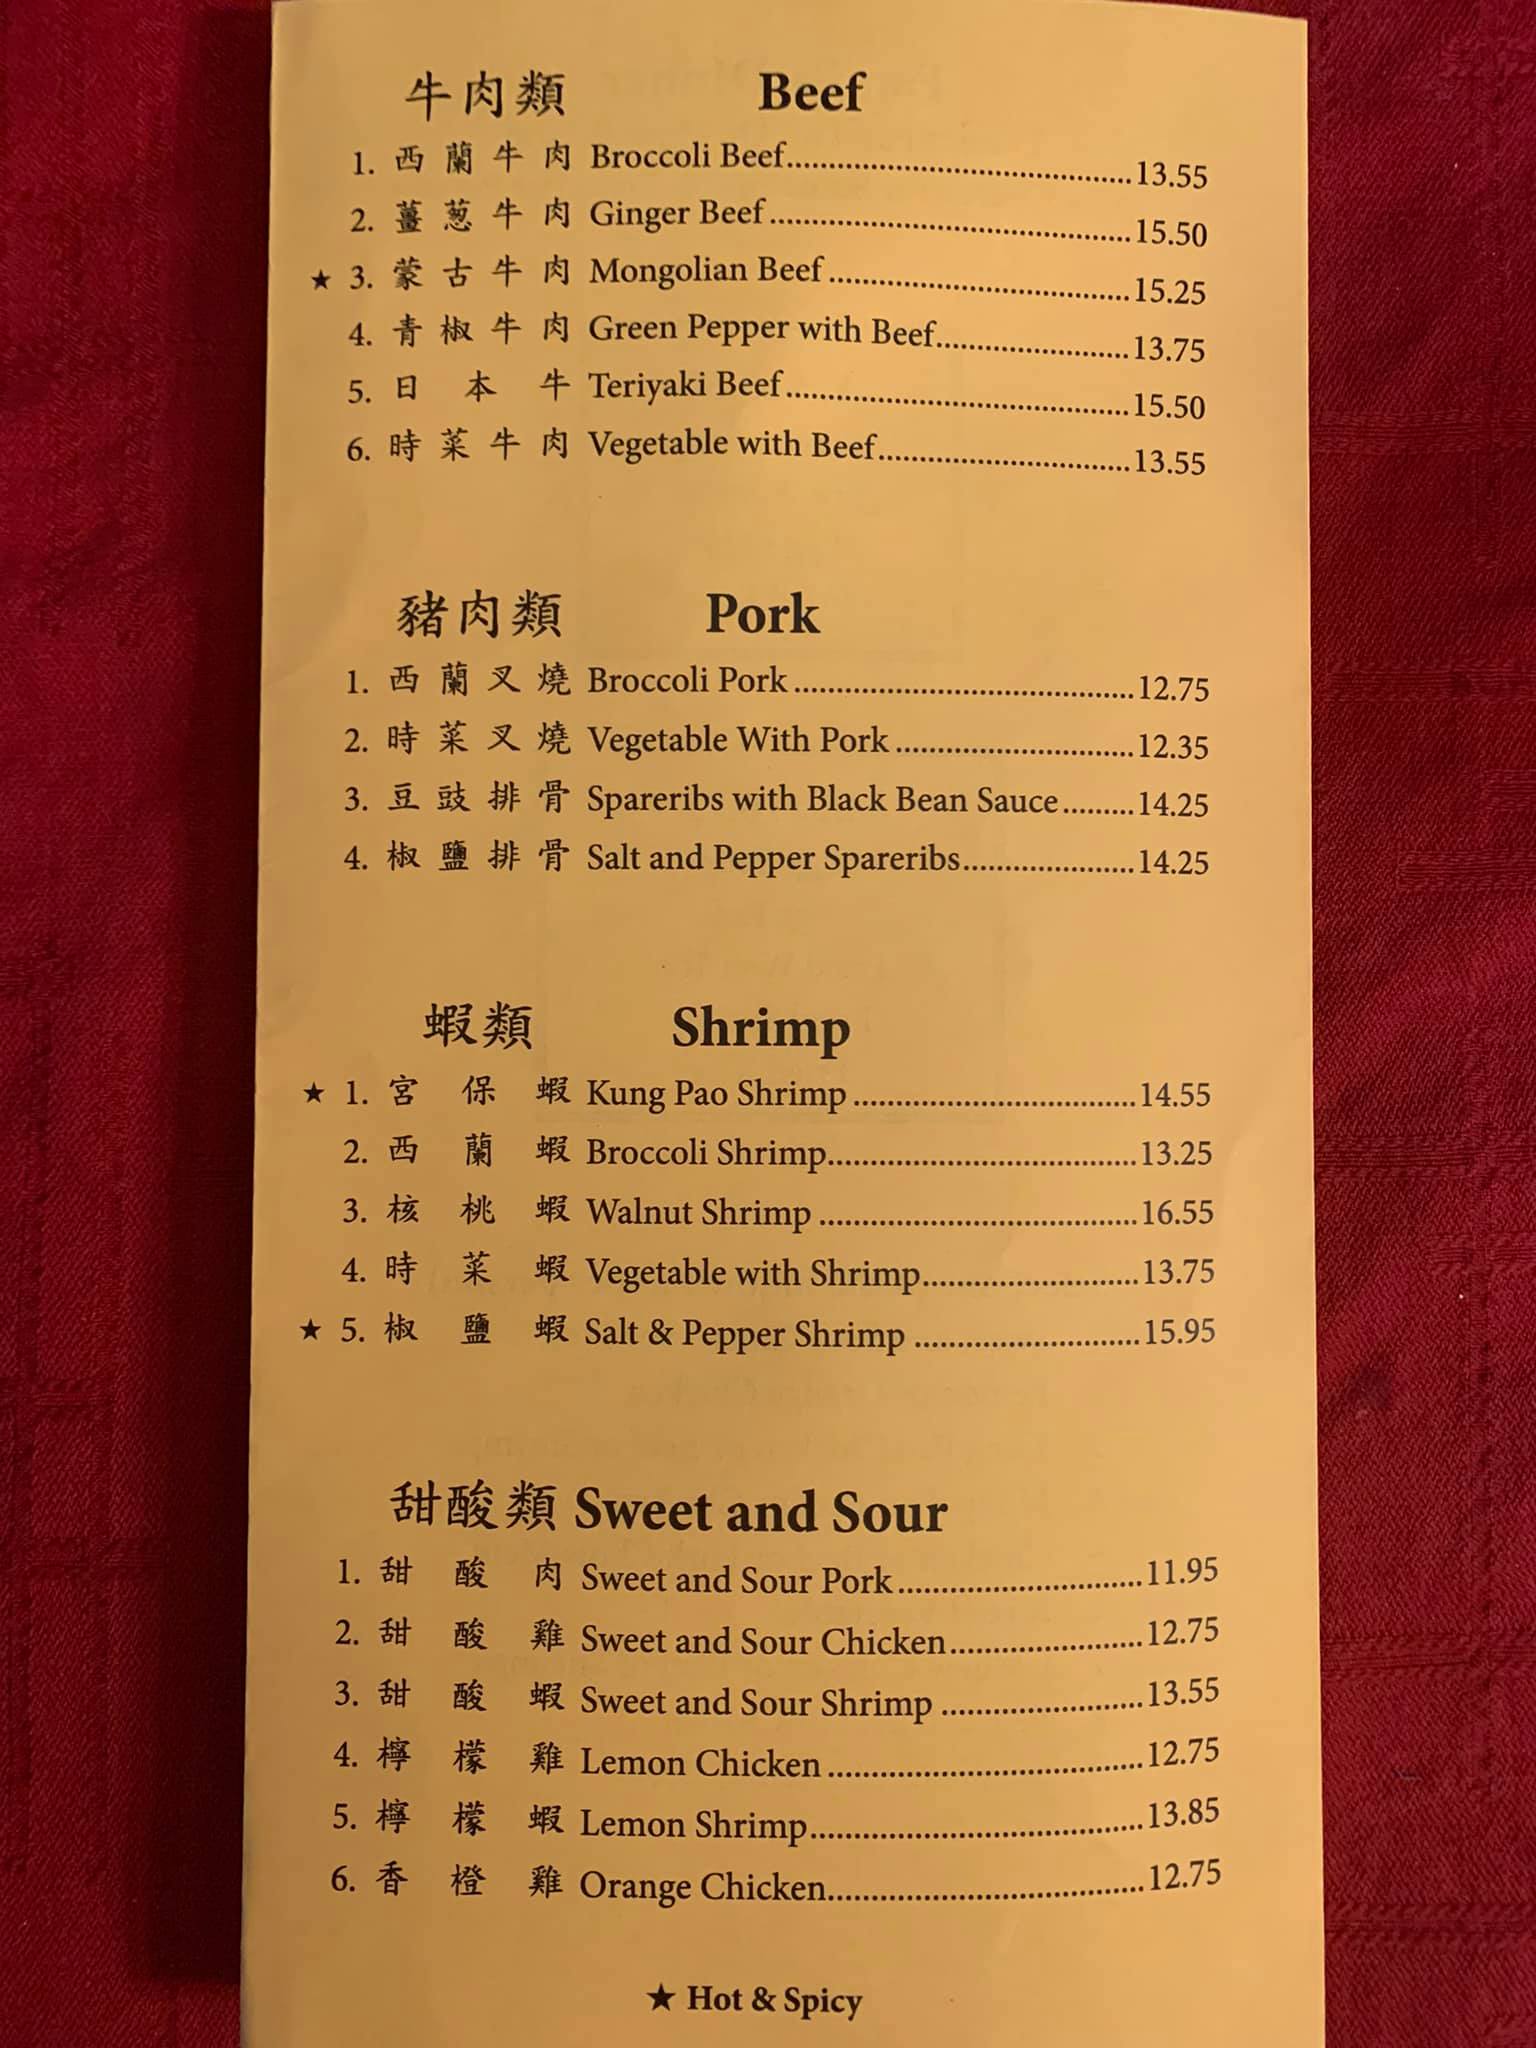 牛肉類 Beef
1. 西蘭牛肉 Broccoli Beef 13.55
2. 薑葱牛肉 Ginger Beef 15.50
★ 3. 蒙古牛肉 Mongolian Beef 15.25
4. 青椒牛肉 Green Pepper with Beef 13.75
5. 日本牛 Teriyaki Beef 15.50
6. 時菜牛肉 Vegetable with Beef 13.55
豬肉類 Pork
1. 西蘭叉燒 Broccoli Pork 12.75
2. 時菜叉燒 Vegetable With Pork 12.35
3. 豆豉排骨 Spareribs with Black Bean Sauce 14.25
4. 椒鹽排骨 Salt and Pepper Spareribs 14.25
蝦類 Shrimp
★ 1. 宮保蝦 Kung Pao Shrimp 14.55
2. 西蘭蝦 Broccoli Shrimp 13.25
3. 核桃蝦 Walnut Shrimp 16.55
4. 時菜蝦 Vegetable with Shrimp 13.75
★ 5. 椒鹽蝦 Salt & Pepper Shrimp 15.95
甜酸類 Sweet and Sour
1. 甜酸肉 Sweet and Sour Pork 11.95
2. 甜酸雞 Sweet and Sour Chicken 12.75
3. 甜酸蝦 Sweet and Sour Shrimp 13.55
4. 檸檬雞 Lemon Chicken 12.75
5. 檸檬蝦 Lemon Shrimp 13.85
6. 香橙雞 Orange Chicken 12.75
★ Hot & Spicy